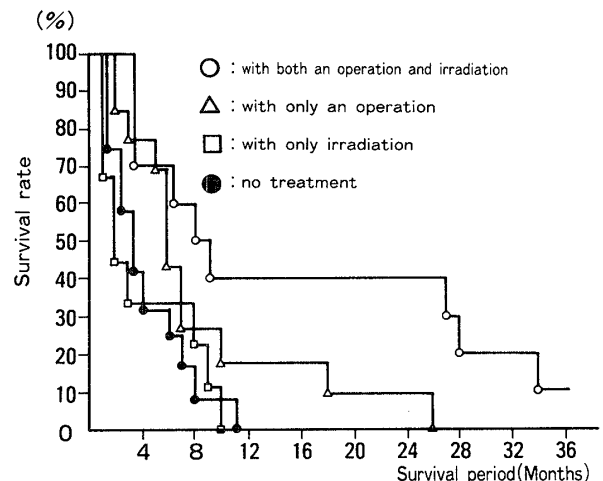 (%)
100
90
80
70
60
50
40
30
20
10
0
Survival rate
○ : with both an operation and irradiation
△ : with only an operation
□ : with only irradiation
● : no treatment
4 8 12 16 20 24 28 32 36
Survival period(Months)